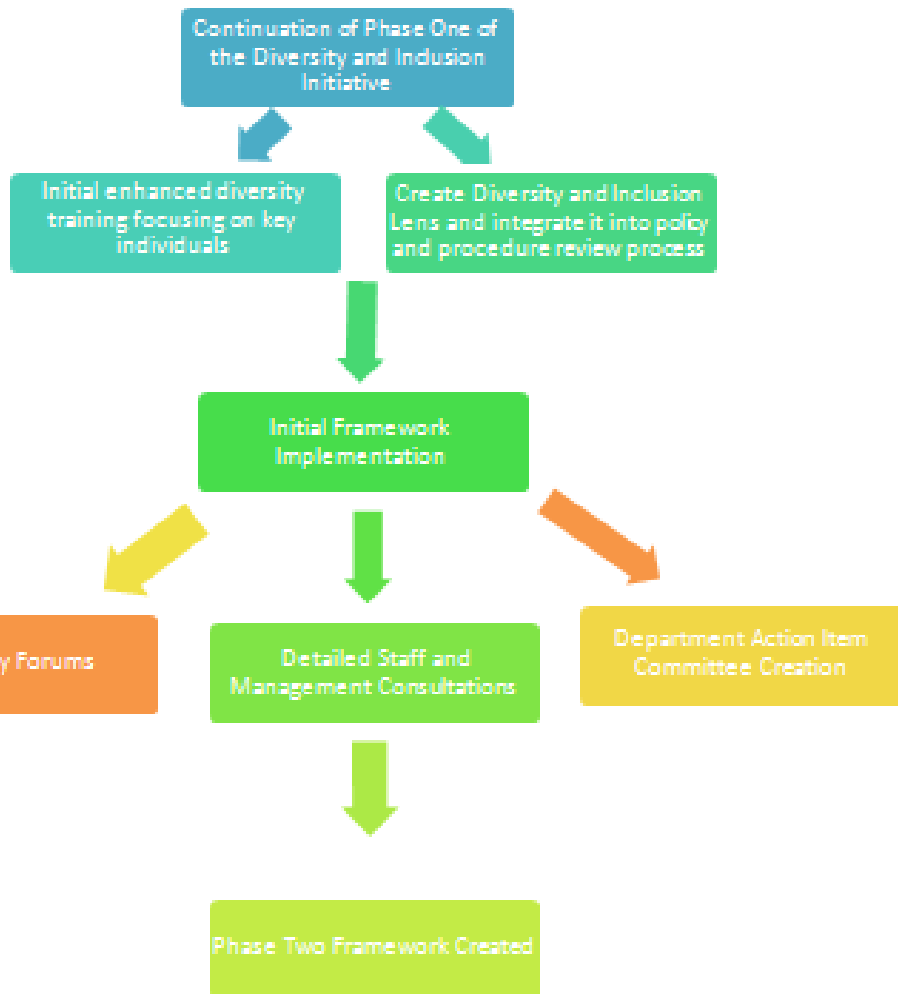 Continuation of Phase One of
the Diversity and Inclusion
Initiative
Initial enhanced diversity
training focusing on key
individuals
Create Diversity and Inclusion
Lens and integrate it into policy
and procedure review process
Initial Framework
Implementation
y Forums
Detailed Staff and
Management Consultations
Department Action Item
Committee Creation
Phase Two Framework Created